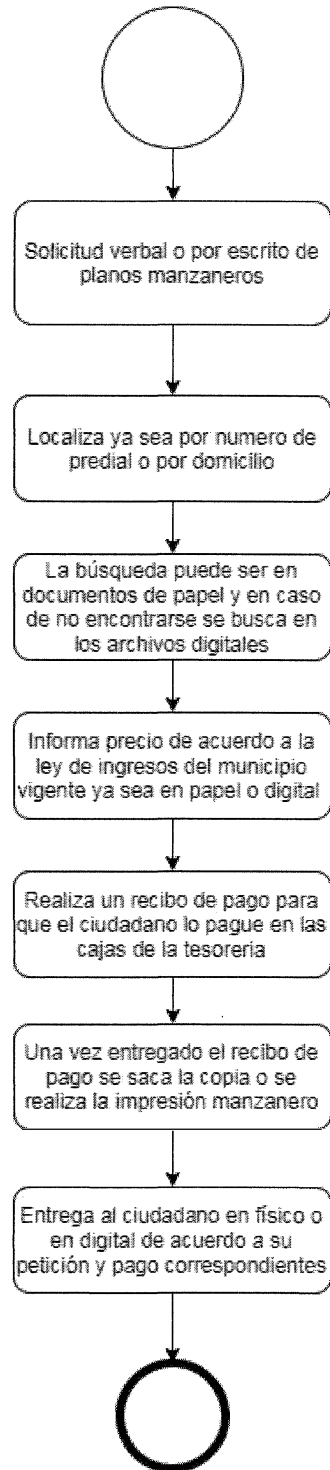 Solicitud verbal o por escrito de
planos manzaneros
Localiza ya sea por numero de
predial o por domicilio
La búsqueda puede ser en
documentos de papel y en caso
de no encontrarse se busca en
los archivos digitales
Informa precio de acuerdo a la
ley de ingresos del municipio
vigente ya sea en papel o digital
Realiza un recibo de pago para
que el ciudadano lo pague en las
cajas de la tesoreria
Una vez entregado el recibo de
pago se saca la copia o se
realiza la impresión manzanero
Entrega al ciudadano en físico o
en digital de acuerdo a su
petición y pago correspondientes